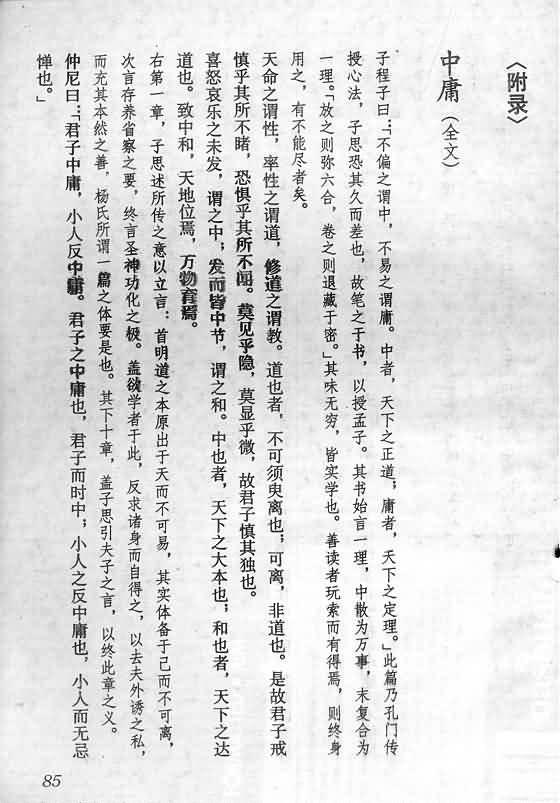 〈附录〉
中庸（全文）
子程子曰：“不偏之谓中，不易之谓庸。中者，天下之正道；庸者，天下之定理。”此篇乃孔门传
授心法，子思恐其久而差也，故笔之于书，以授孟子。其书始言一理，中散为万事，末复合为
一理。“放之则弥六合，卷之则退藏于密。”其味无穷，皆实学也。善读者玩索而有得焉，则终身
用之，有不能尽者矣。
天命之谓性，率性之谓道，修道之谓教。道也者，不可须臾离也；可离，非道也。是故君子戒
慎乎其所不睹，恐惧乎其所不闻。莫见乎隐，莫显乎微，故君子慎其独也。
喜怒哀乐之未发，谓之中；发而皆中节，谓之和。中也者，天下之大本也；和也者，天下之达
道也。致中和，天地位焉，万物育焉。
右第一章，子思述所传之意以立言：首明道之本原出于天而不可易，其实体备于己而不可离，
次言存养省察之要，终言圣神功化之极。盖欲学者于此，反求诸身而自得之，以去夫外诱之私，
而充其本然之善，杨氏所谓一篇之体要是也。其下十章，盖子思引夫子之言，以终此章之义。
仲尼曰：“君子中庸，小人反中庸。君子之中庸也，君子而时中；小人之反中庸也，小人而无忌
惮也。”
85